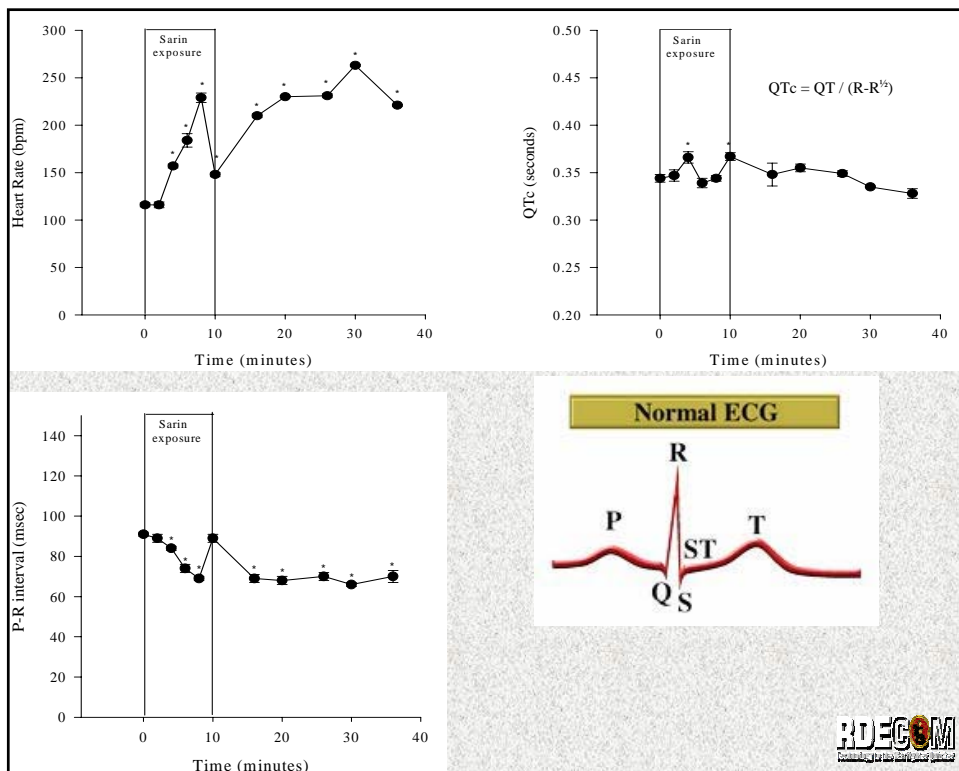 Sarin
exposure
300
250
200
150
100
50
0
Heart Rate (bpm)
* * * * * * * * * *
0 10 20 30 40
Time (minutes)
Sarin
exposure
QTc = QT / (R-R½)
0.50
0.45
0.40
0.35
0.30
0.25
0.20
QTc (seconds)
* *
0 10 20 30 40
Time (minutes)
Sarin
exposure
140
120
100
80
60
40
20
0
P-R interval (msec)
* * * * * * * * *
0 10 20 30 40
Time (minutes)
Normal ECG
R
P
T
ST
Q
S
RDECOM